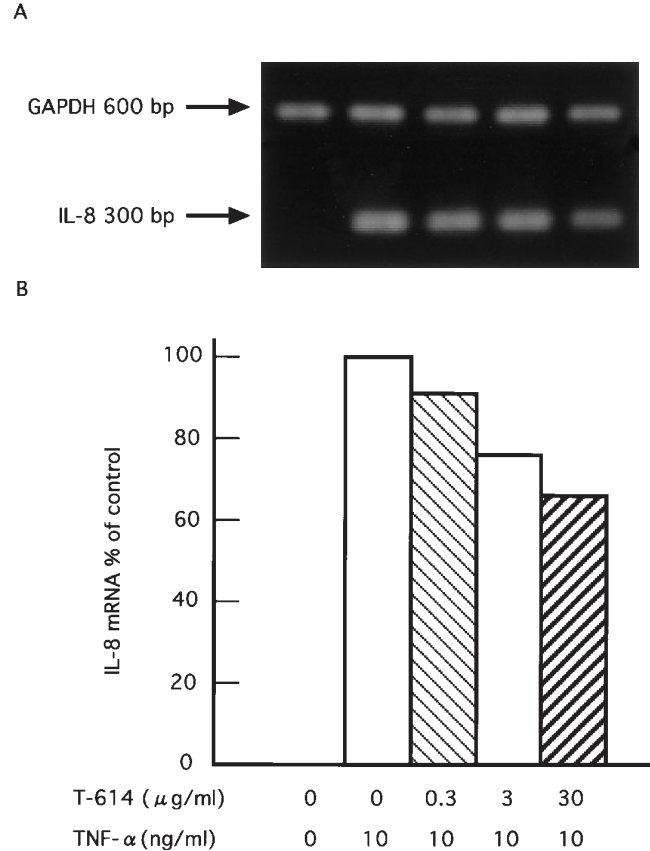 A
GAPDH 600 bp
IL-8 300 bp
B
100
80
60
40
20
0
IL-8 mRNA % of control
T-614 (μg/ml) 0 0 0.3 3 30
TNF-α(ng/ml) 0 10 10 10 10